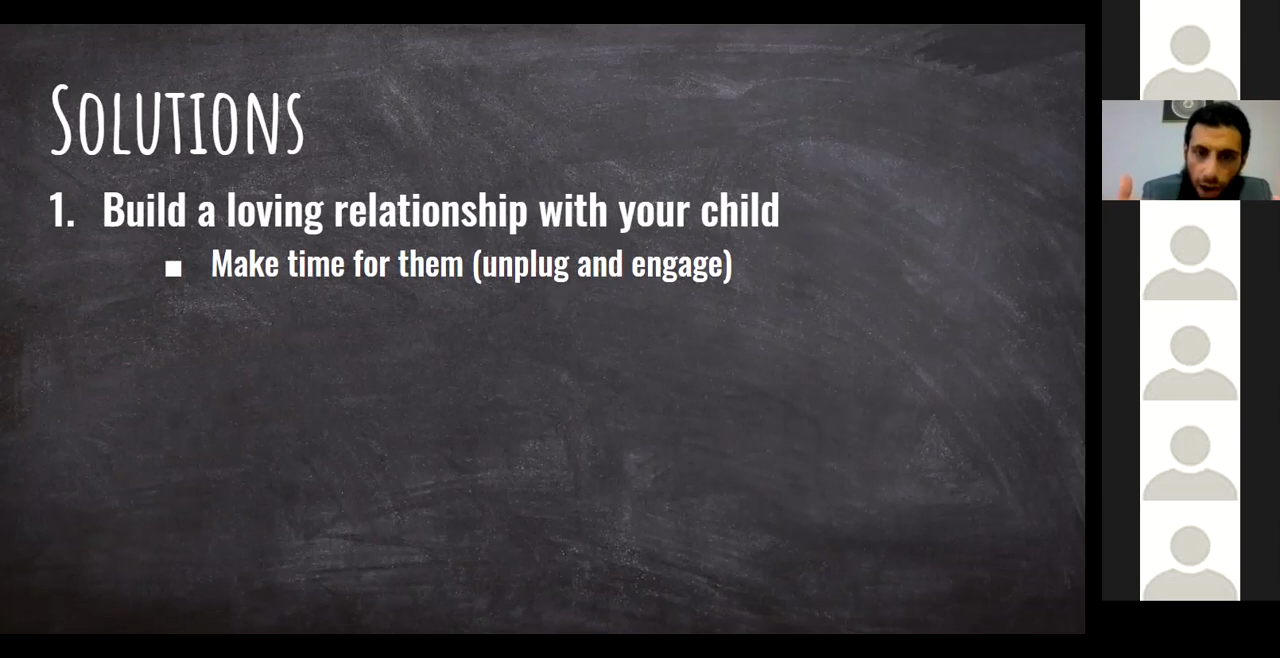 Solutions
1. Build a loving relationship with your child
■ Make time for them (unplug and engage)